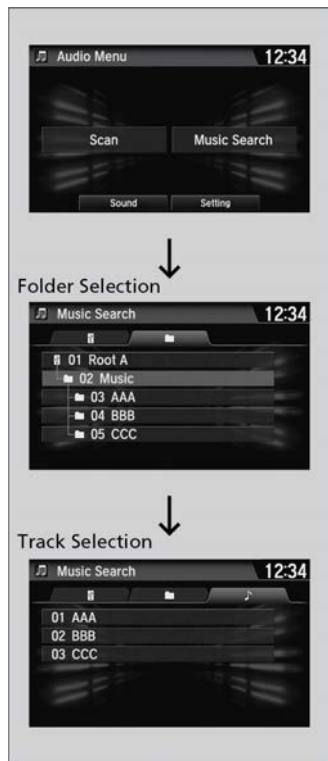 Audio Menu 12:34
Scan Music Search
Sound Setting
Folder Selection
Music Search 12:34
01 Root A
02 Music
03 AAA
04 BBB
05 CCC
Track Selection
Music Search 12:34
01 AAA
02 BBB
03 CCC